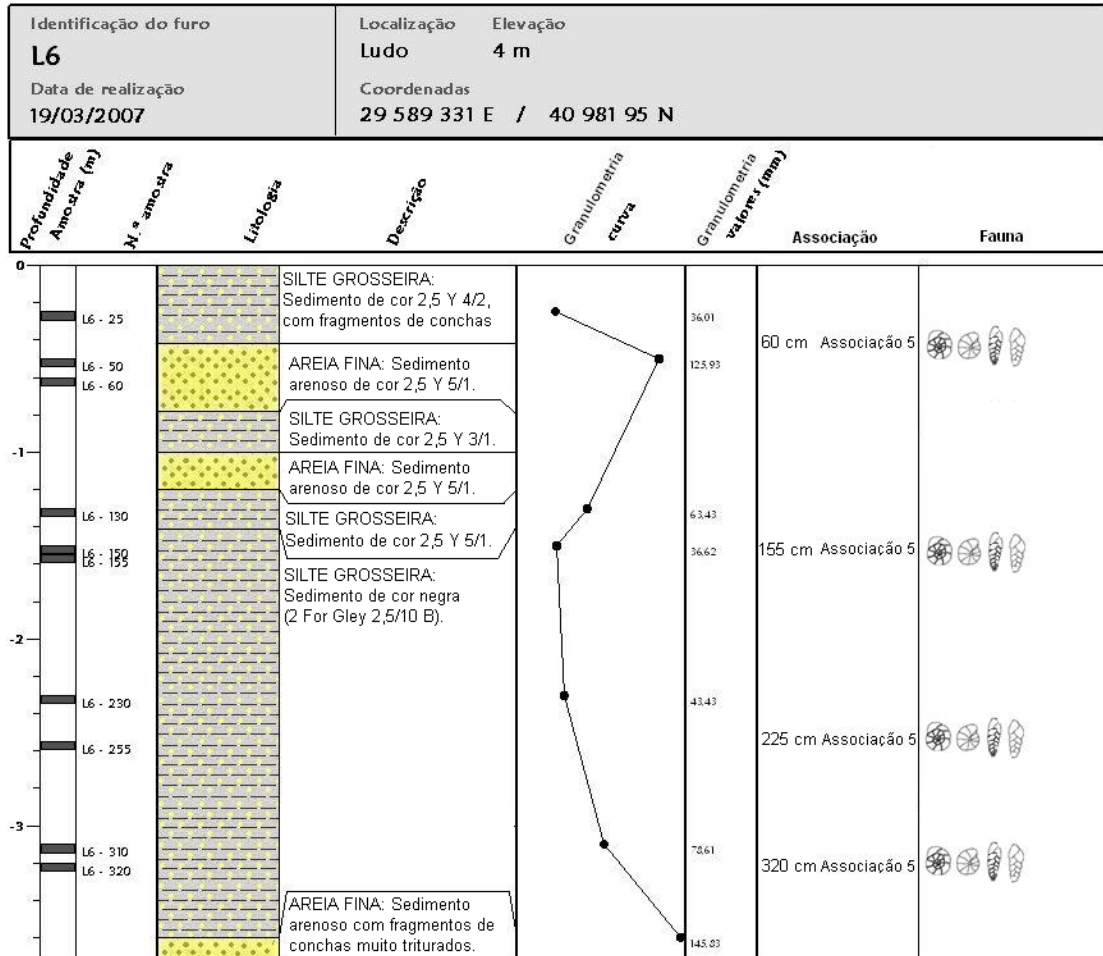 Identificação do furo
L6
Data de realização
19/03/2007
Localização Elevação
Ludo 4 m
Coordenadas
29 589 331 E / 40 981 95 N
Profundidade
Amostra (m)
N.º amostra
Litologia
Descrição
Granulometria
curva
Granulometria
valores (mm)
Associação
Fauna
0
-1
-2
-3
L6 - 25
L6 - 50
L6 - 60
L6 - 130
L6 - 150
L6 - 155
L6 - 230
L6 - 255
L6 - 310
L6 - 320
SILTE GROSSEIRA:
Sedimento de cor 2,5 Y 4/2,
com fragmentos de conchas
AREIA FINA: Sedimento
arenoso de cor 2,5 Y 5/1.
SILTE GROSSEIRA:
Sedimento de cor 2,5 Y 3/1.
AREIA FINA: Sedimento
arenoso de cor 2,5 Y 5/1.
SILTE GROSSEIRA:
Sedimento de cor 2,5 Y 5/1.
SILTE GROSSEIRA:
Sedimento de cor negra
(2 For Gley 2,5/10 B).
AREIA FINA: Sedimento
arenoso com fragmentos de
conchas muito triturados.
36,01
125,93
63,43
36,62
43,43
78,61
145,83
60 cm Associação 5
155 cm Associação 5
225 cm Associação 5
320 cm Associação 5